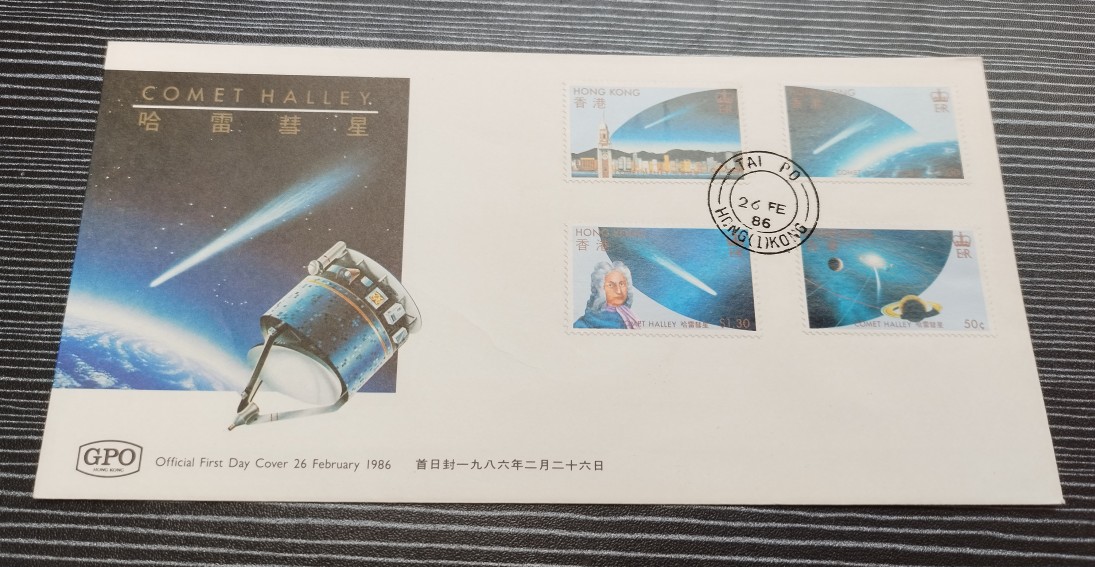 COMET HALLEY
哈雷彗星
HONG KONG
香港
HONG KONG
ER
TAI PO
26 FE
86
HONG (1) KONG
HONG
香港
COMET HALLEY 哈雷彗星 $1.30
ER
COMET HALLEY 哈雷彗星 50¢
GPO
HONG KONG
Official First Day Cover 26 February 1986 首日封一九八六年二月二十六日